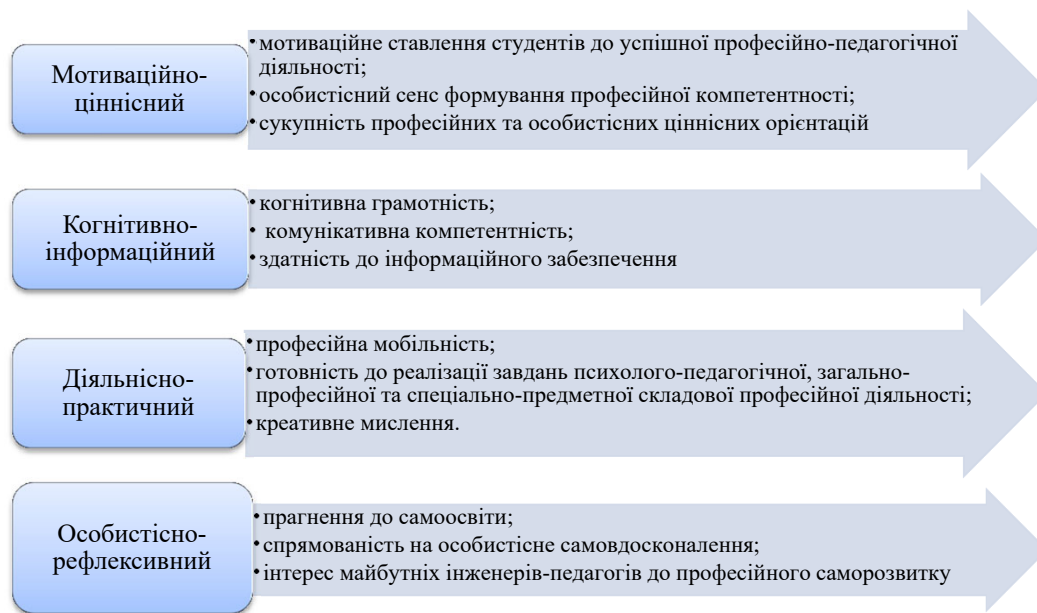 Мотиваційно-
ціннісний
•мотиваційне ставлення студентів до успішної професійно-педагогічної
діяльності;
•особистісний сенс формування професійної компетентності;
•сукупність професійних та особистісних ціннісних орієнтацій
Когнітивно-
інформаційний
•когнітивна грамотність;
• комунікативна компетентність;
•здатність до інформаційного забезпечення
Діяльнісно-
практичний
•професійна мобільність;
•готовність до реалізації завдань психолого-педагогічної, загально-
професійної та спеціально-предметної складової професійної діяльності;
•креативне мислення.
Особистісно-
рефлексивний
•прагнення до самоосвіти;
•спрямованість на особистісне самовдосконалення;
•інтерес майбутніх інженерів-педагогів до професійного саморозвитку